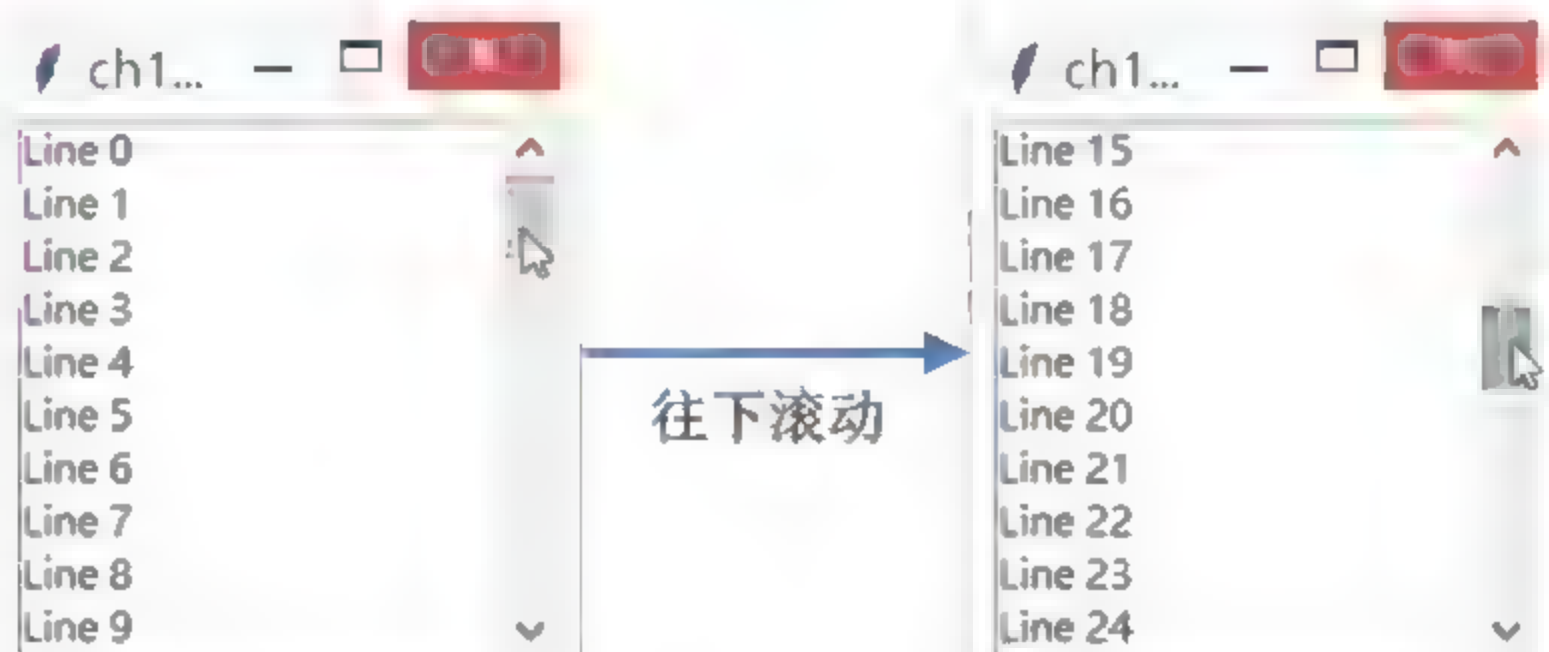 ch1...
Line 0
Line 1
Line 2
Line 3
Line 4
Line 5
Line 6
Line 7
Line 8
Line 9
往下滚动
ch1...
Line 15
Line 16
Line 17
Line 18
Line 19
Line 20
Line 21
Line 22
Line 23
Line 24